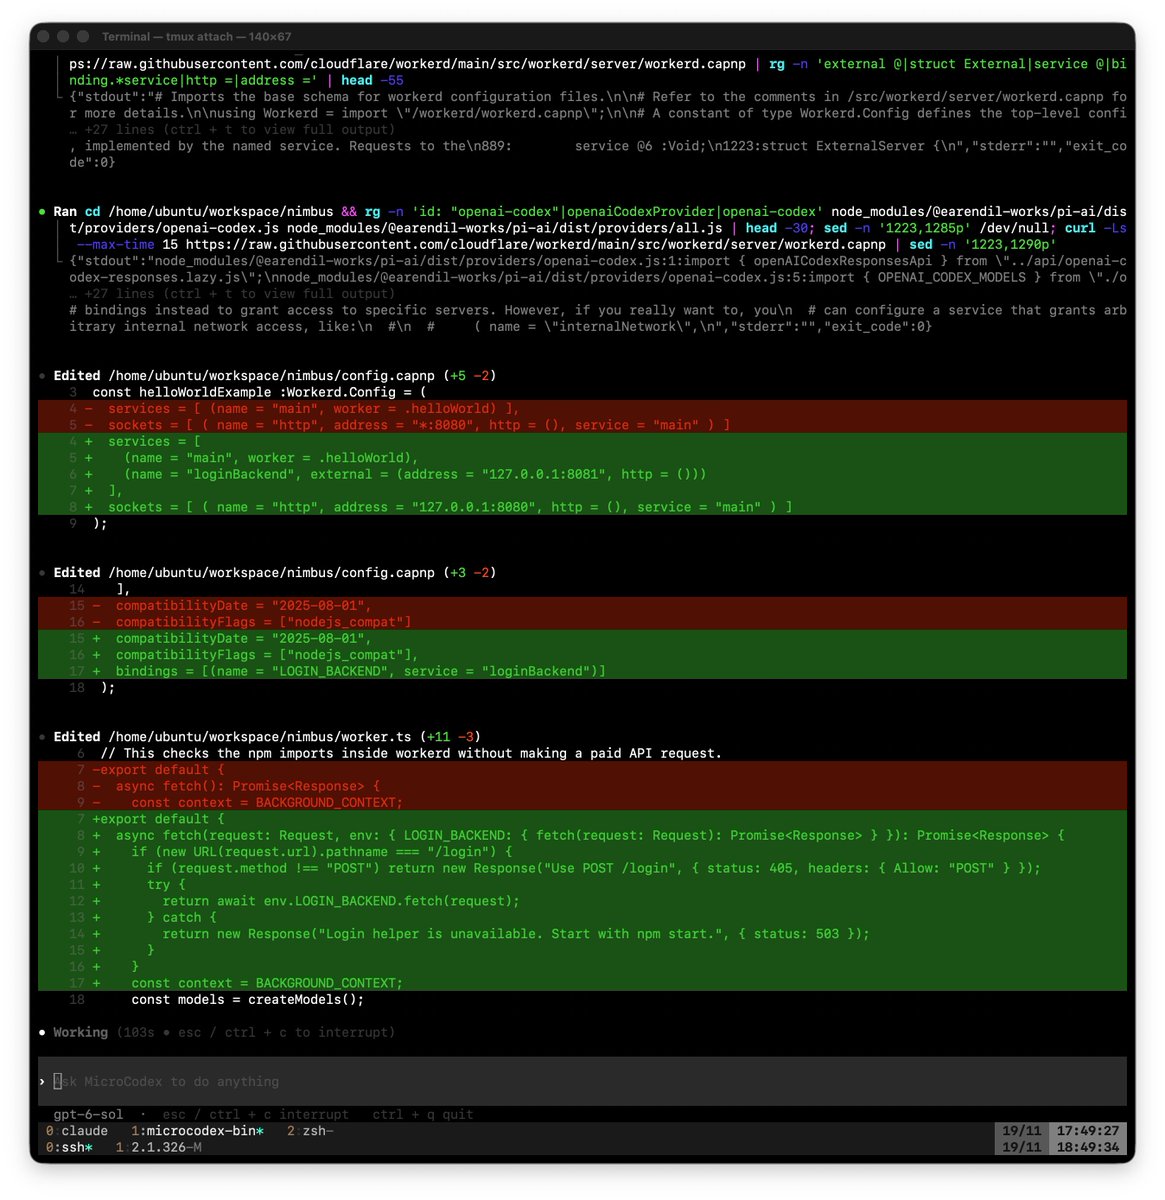 Terminal — tmux attach — 140×67
ps://raw.githubusercontent.com/cloudflare/workerd/main/src/workerd/server/workerd.capnp | rg -n 'external @|struct External|service @|bi
nding.*service|http =|address =' | head -55
{"stdout":"# Imports the base schema for workerd configuration files.\n\n# Refer to the comments in /src/workerd/server/workerd.capnp fo
r more details.\n\nusing Workerd = import \"/workerd/workerd.capnp\";\n\n# A constant of type Workerd.Config defines the top-level confi
… +27 lines (ctrl + t to view full output)
, implemented by the named service. Requests to the\n889:        service @6 :Void;\n1223:struct ExternalServer {\n","stderr":"","exit_co
de":0}
• Ran cd /home/ubuntu/workspace/nimbus && rg -n 'id: "openai-codex"|openaiCodexProvider|openai-codex' node_modules/@earendil-works/pi-ai/dis
t/providers/openai-codex.js node_modules/@earendil-works/pi-ai/dist/providers/all.js | head -30; sed -n '1223,1285p' /dev/null; curl -Ls
--max-time 15 https://raw.githubusercontent.com/cloudflare/workerd/main/src/workerd/server/workerd.capnp | sed -n '1223,1290p'
{"stdout":"node_modules/@earendil-works/pi-ai/dist/providers/openai-codex.js:1:import { openAICodexResponsesApi } from \"../api/openai-c
odex-responses.lazy.js\";\nnode_modules/@earendil-works/pi-ai/dist/providers/openai-codex.js:5:import { OPENAI_CODEX_MODELS } from \"./o
… +27 lines (ctrl + t to view full output)
# bindings instead to grant access to specific servers. However, if you really want to, you\n  # can configure a service that grants arb
itrary internal network access, like:\n  #\n  #     ( name = \"internalNetwork\",\n","stderr":"","exit_code":0}
• Edited /home/ubuntu/workspace/nimbus/config.capnp (+5 -2)
3  const helloWorldExample :Workerd.Config = (
4 -  services = [ (name = "main", worker = .helloWorld) ],
5 -  sockets = [ ( name = "http", address = "*:8080", http = (), service = "main" ) ]
4 +  services = [
5 +    (name = "main", worker = .helloWorld),
6 +    (name = "loginBackend", external = (address = "127.0.0.1:8081", http = ()))
7 +  ],
8 +  sockets = [ ( name = "http", address = "127.0.0.1:8080", http = (), service = "main" ) ]
9  );
• Edited /home/ubuntu/workspace/nimbus/config.capnp (+3 -2)
14    ],
15 -  compatibilityDate = "2025-08-01",
16 -  compatibilityFlags = ["nodejs_compat"]
15 +  compatibilityDate = "2025-08-01",
16 +  compatibilityFlags = ["nodejs_compat"],
17 +  bindings = [(name = "LOGIN_BACKEND", service = "loginBackend")]
18  );
• Edited /home/ubuntu/workspace/nimbus/worker.ts (+11 -3)
6  // This checks the npm imports inside workerd without making a paid API request.
7 -export default {
8 -  async fetch(): Promise<Response> {
9 -    const context = BACKGROUND_CONTEXT;
7 +export default {
8 +  async fetch(request: Request, env: { LOGIN_BACKEND: { fetch(request: Request): Promise<Response> } }): Promise<Response> {
9 +    if (new URL(request.url).pathname === "/login") {
10 +      if (request.method !== "POST") return new Response("Use POST /login", { status: 405, headers: { Allow: "POST" } });
11 +      try {
12 +        return await env.LOGIN_BACKEND.fetch(request);
13 +      } catch {
14 +        return new Response("Login helper is unavailable. Start with npm start.", { status: 503 });
15 +      }
16 +    }
17 +    const context = BACKGROUND_CONTEXT;
18      const models = createModels();
• Working (103s • esc / ctrl + c to interrupt)
› Ask MicroCodex to do anything
gpt-6-sol · esc / ctrl + c interrupt   ctrl + q quit
0:claude   1:microcodex-bin*   2:zsh-   19/11   17:49:27
0:ssh*   1:2.1.326-M   19/11   18:49:34